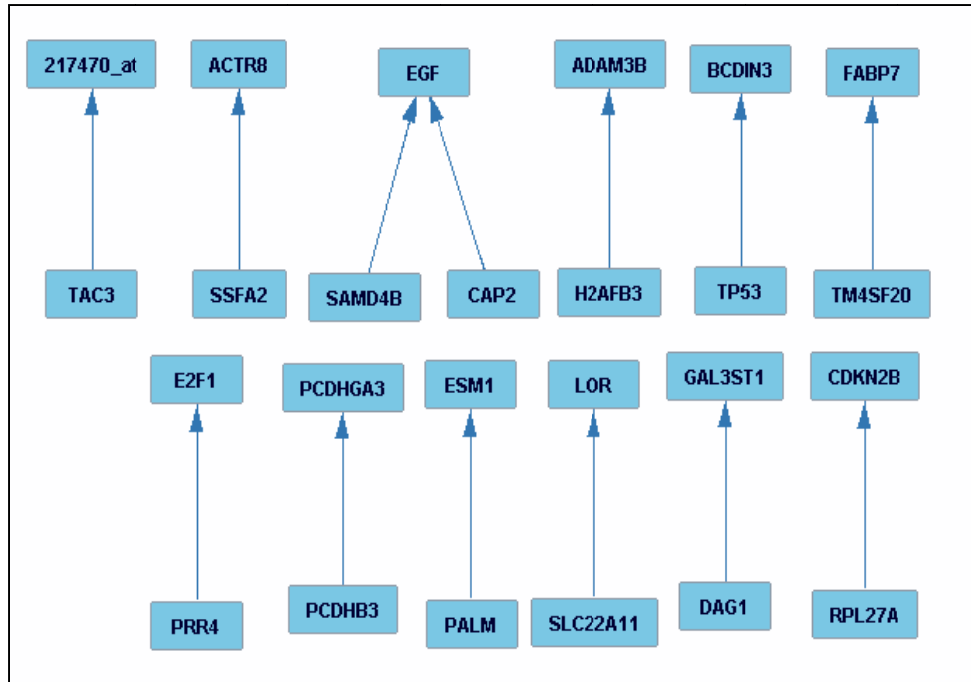 217470_at
ACTR8
EGF
ADAM3B
BCDIN3
FABP7
TAC3
SSFA2
SAMD4B
CAP2
H2AFB3
TP53
TM4SF20
E2F1
PCDHGA3
ESM1
LOR
GAL3ST1
CDKN2B
PRR4
PCDHB3
PALM
SLC22A11
DAG1
RPL27A